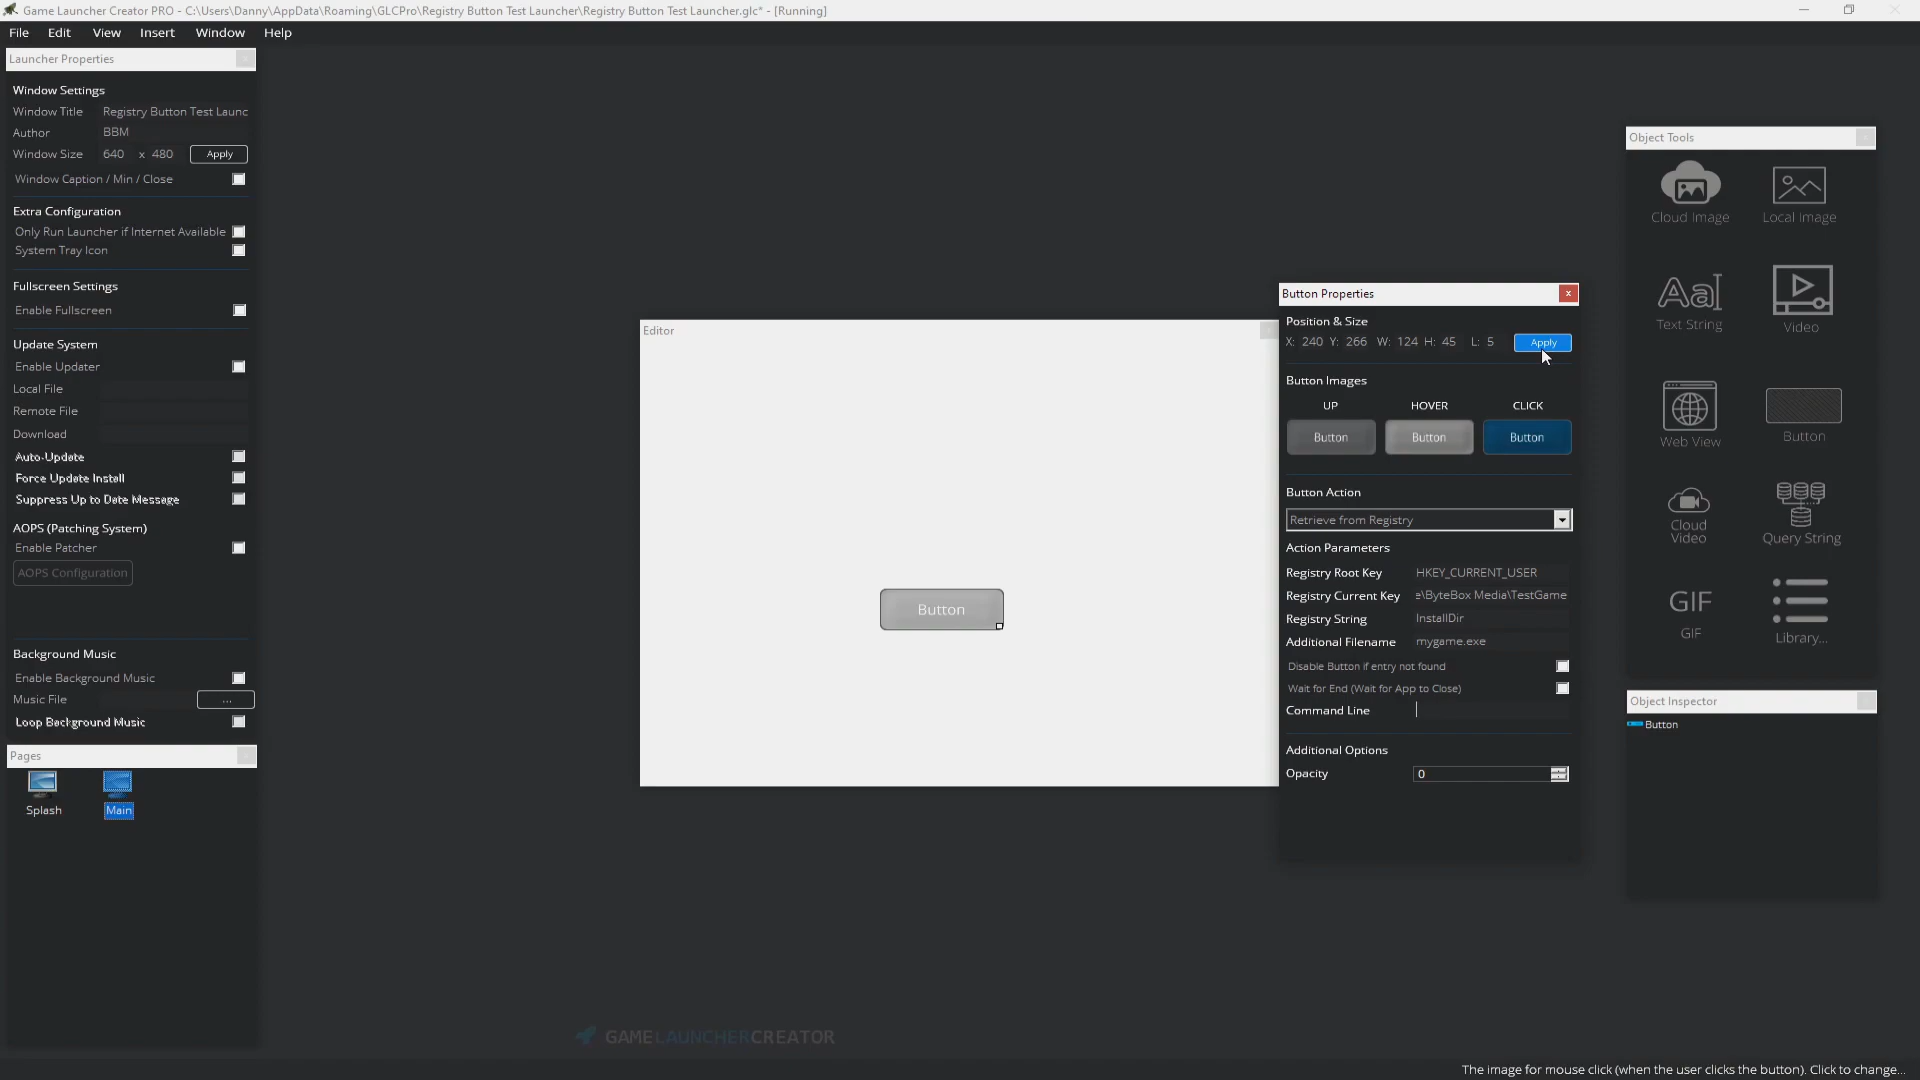 Game Launcher Creator PRO - C:\Users\Danny\AppData\Roaming\GLCPro\Registry Button Test Launcher\Registry Button Test Launcher.glc* - [Running]
File Edit View Insert Window Help
Launcher Properties
Window Settings
Window Title Registry Button Test Launc
Author BBM
Window Size 640 x 480 Apply
Window Caption / Min / Close
Extra Configuration
Only Run Launcher if Internet Available
System Tray Icon
Fullscreen Settings
Enable Fullscreen
Update System
Enable Updater
Local File
Remote File
Download
Auto-Update
Force Update Install
Suppress Up to Date Message
AOPS (Patching System)
Enable Patcher
AOPS Configuration
Background Music
Enable Background Music
Music File ...
Loop Background Music
Pages
Splash Main
Editor
Button
GAMELAUNCHERCREATOR
Button Properties
x
Position & Size
X: 240 Y: 266 W: 124 H: 45 L: 5 Apply
Button Images
UP HOVER CLICK
Button Button Button
Button Action
Retrieve from Registry
Action Parameters
Registry Root Key HKEY_CURRENT_USER
Registry Current Key e\ByteBox Media\TestGame
Registry String InstallDir
Additional Filename mygame.exe
Disable Button if entry not found
Wait for End (Wait for App to Close)
Command Line
Additional Options
Opacity 0
Object Tools
Cloud Image Local Image
Aa
Text String Video
Web View Button
Cloud
Video
Query String
GIF
GIF Library...
Object Inspector
Button
The image for mouse click (when the user clicks the button). Click to change...